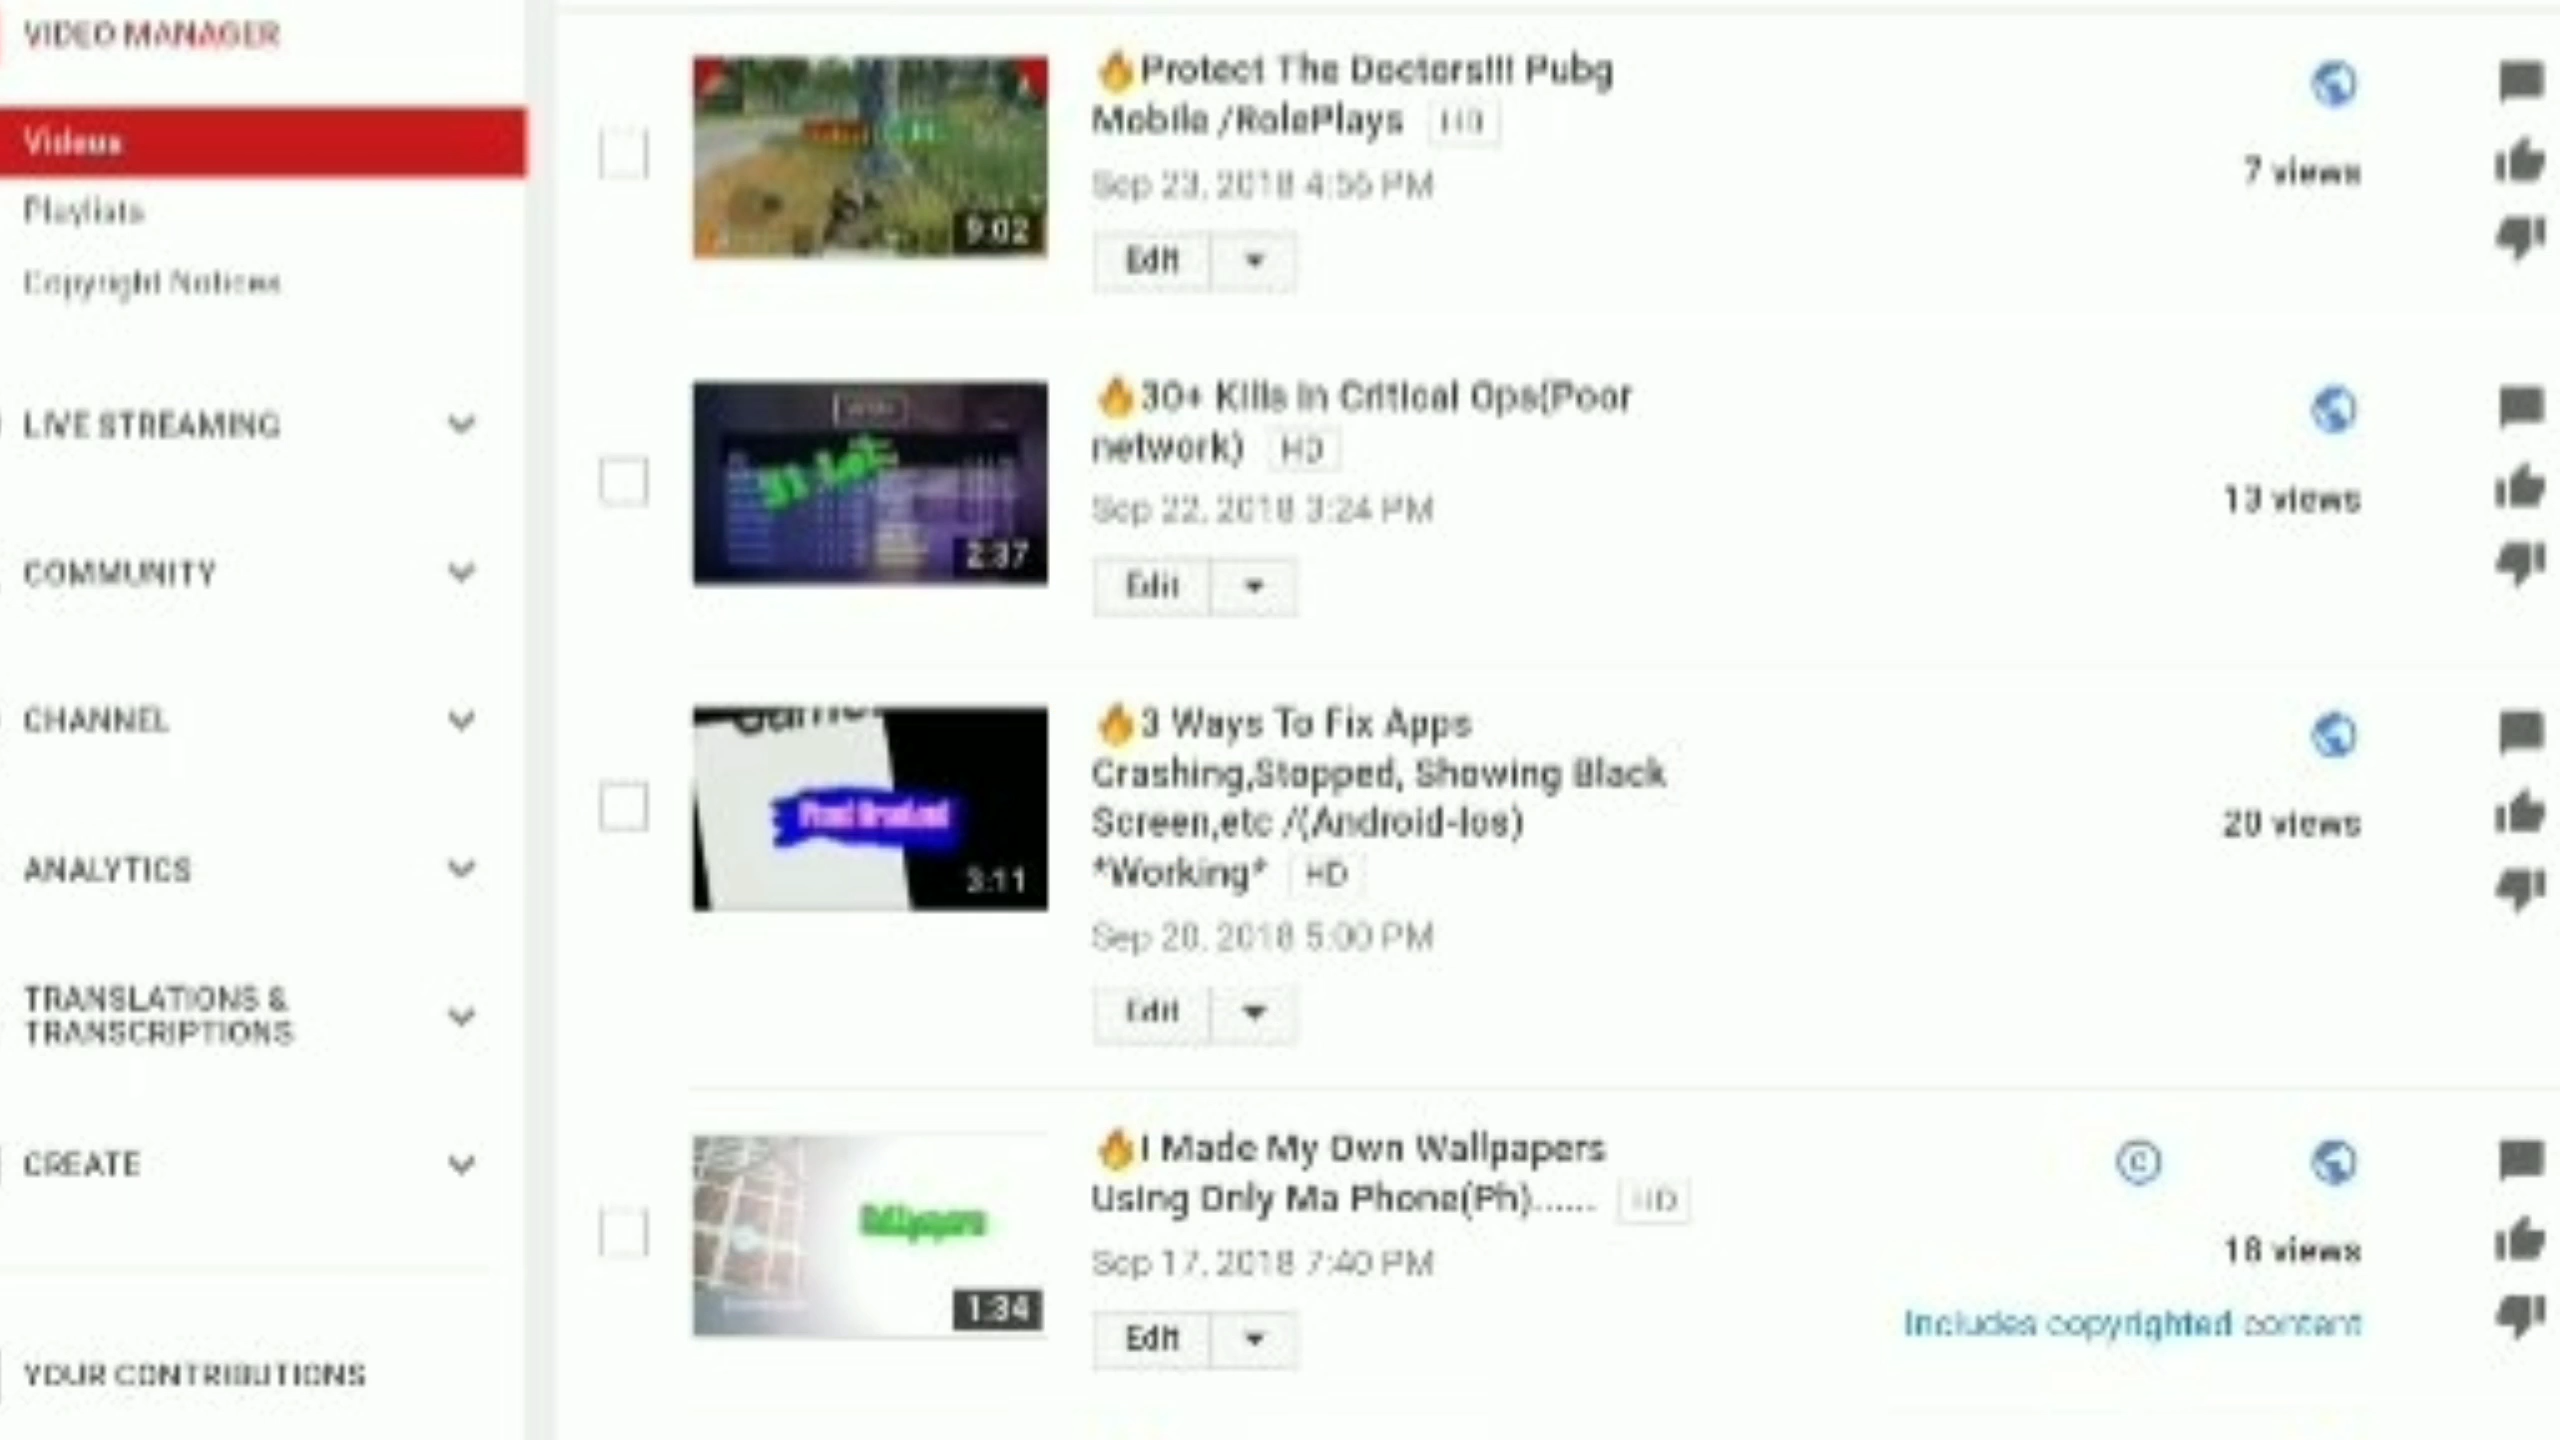 VIDEO MANAGER
Videos
Playlists
Copyright Notices
LIVE STREAMING
COMMUNITY
CHANNEL
ANALYTICS
TRANSLATIONS &
TRANSCRIPTIONS
CREATE
YOUR CONTRIBUTIONS
9:02
🔥Protect The Doctors!!! Pubg
Mobile /RolePlays HD
Sep 23, 2018 4:56 PM
Edit
7 views
2:37
🔥30+ Kills in Critical Ops(Poor
network) HD
Sep 22, 2018 3:24 PM
Edit
13 views
3:11
🔥3 Ways To Fix Apps
Crashing,Stopped, Showing Black
Screen,etc /(Android-Ios)
*Working* HD
Sep 20, 2018 5:00 PM
Edit
20 views
1:34
🔥I Made My Own Wallpapers
Using Only Ma Phone(Ph)...... HD
Sep 17, 2018 7:40 PM
Edit
©
18 views
Includes copyrighted content